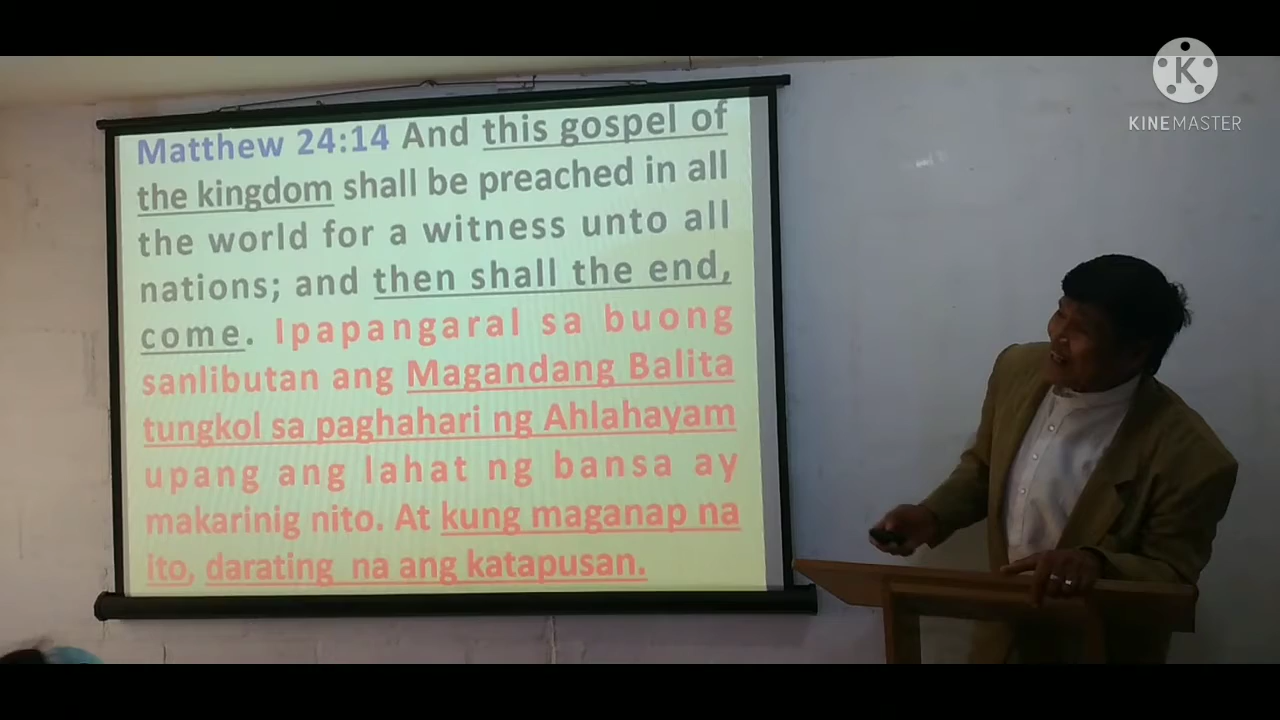 Matthew 24:14 And this gospel of
the kingdom shall be preached in all
the world for a witness unto all
nations; and then shall the end,
come. Ipapangaral sa buong
sanlibutan ang Magandang Balita
tungkol sa paghahari ng Ahlahayam
upang ang lahat ng bansa ay
makarinig nito. At kung maganap na
ito, darating na ang katapusan.
K
KINEMASTER